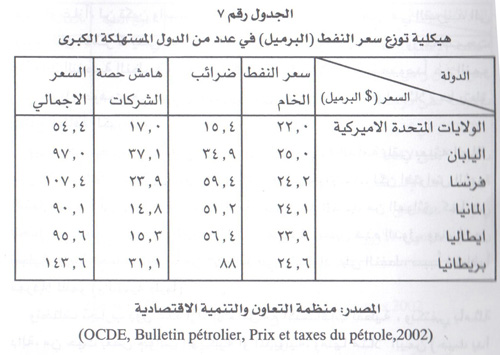 الجدول رقم ٧
هيكلية توزع سعر النفط (البرميل) في عدد من الدول المستهلكة الكبرى
الدولة
السعر ($ البرميل)
سعر النفط الخام
ضرائب
هامش حصة الشركات
السعر الاجمالي
الولايات المتحدة الاميركية ٢٢,٠ ١٥,٤ ١٧,٠ ٥٤,٤
اليابان ٢٥,٠ ٣٤,٩ ٣٧,١ ٩٧,٠
فرنسا ٢٤,٢ ٥٩,٤ ٢٣,٩ ١٠٧,٤
المانيا ٢٤,١ ٥١,٢ ١٤,٨ ٩٠,١
ايطاليا ٢٣,٩ ٥٦,٤ ١٥,٣ ٩٥,٦
بريطانيا ٢٤,٦ ٨٨ ٣١,١ ١٤٣,٦
المصدر: منظمة التعاون والتنمية الاقتصادية
(OCDE, Bulletin pétrolier, Prix et taxes du pétrole,2002)